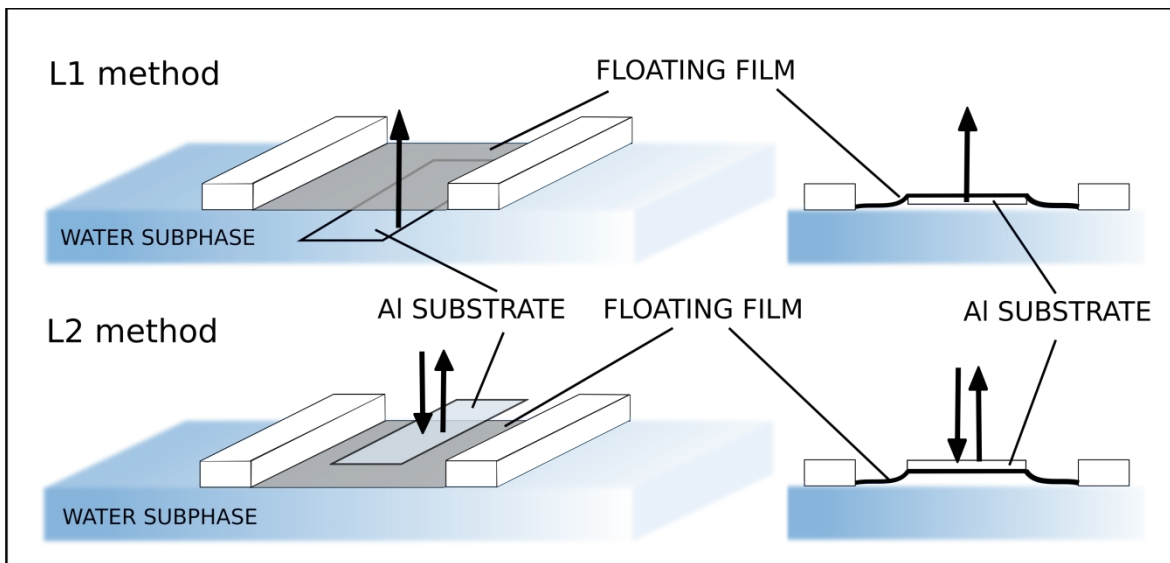 L1 method
FLOATING FILM
WATER SUBPHASE
Al SUBSTRATE
FLOATING FILM
Al SUBSTRATE
L2 method
WATER SUBPHASE